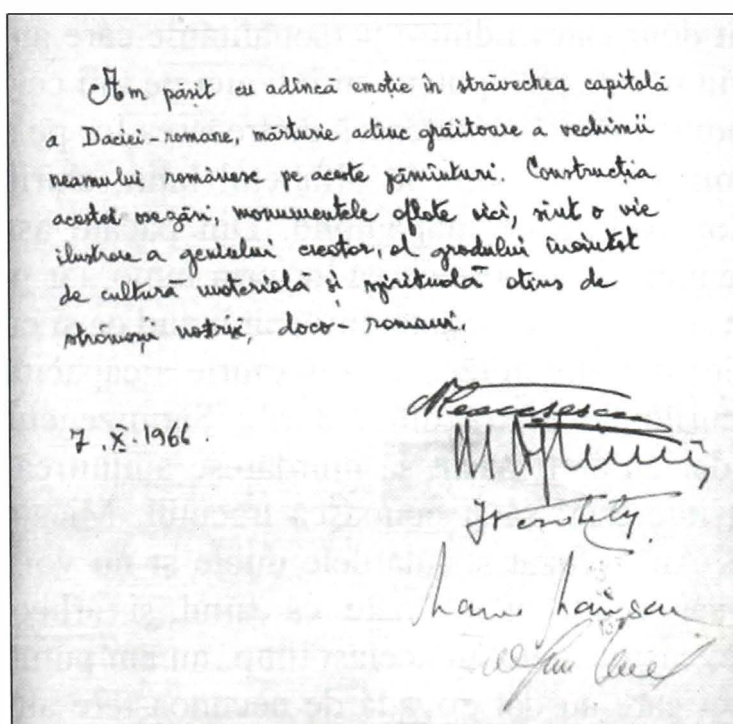 Am pășit cu adîncă emoție în străvechea capitală
a Daciei-romane, mărturie adînc grăitoare a vechimii
neamului românesc pe aceste pămînturi. Construcția
acestei așezări, monumentele aflate aici, sînt o vie
ilustrare a geniului creator, al gradului înaintat
de cultură materială și spirituală atins de
strămoșii noștri, daco-romani.
7.X.1966.